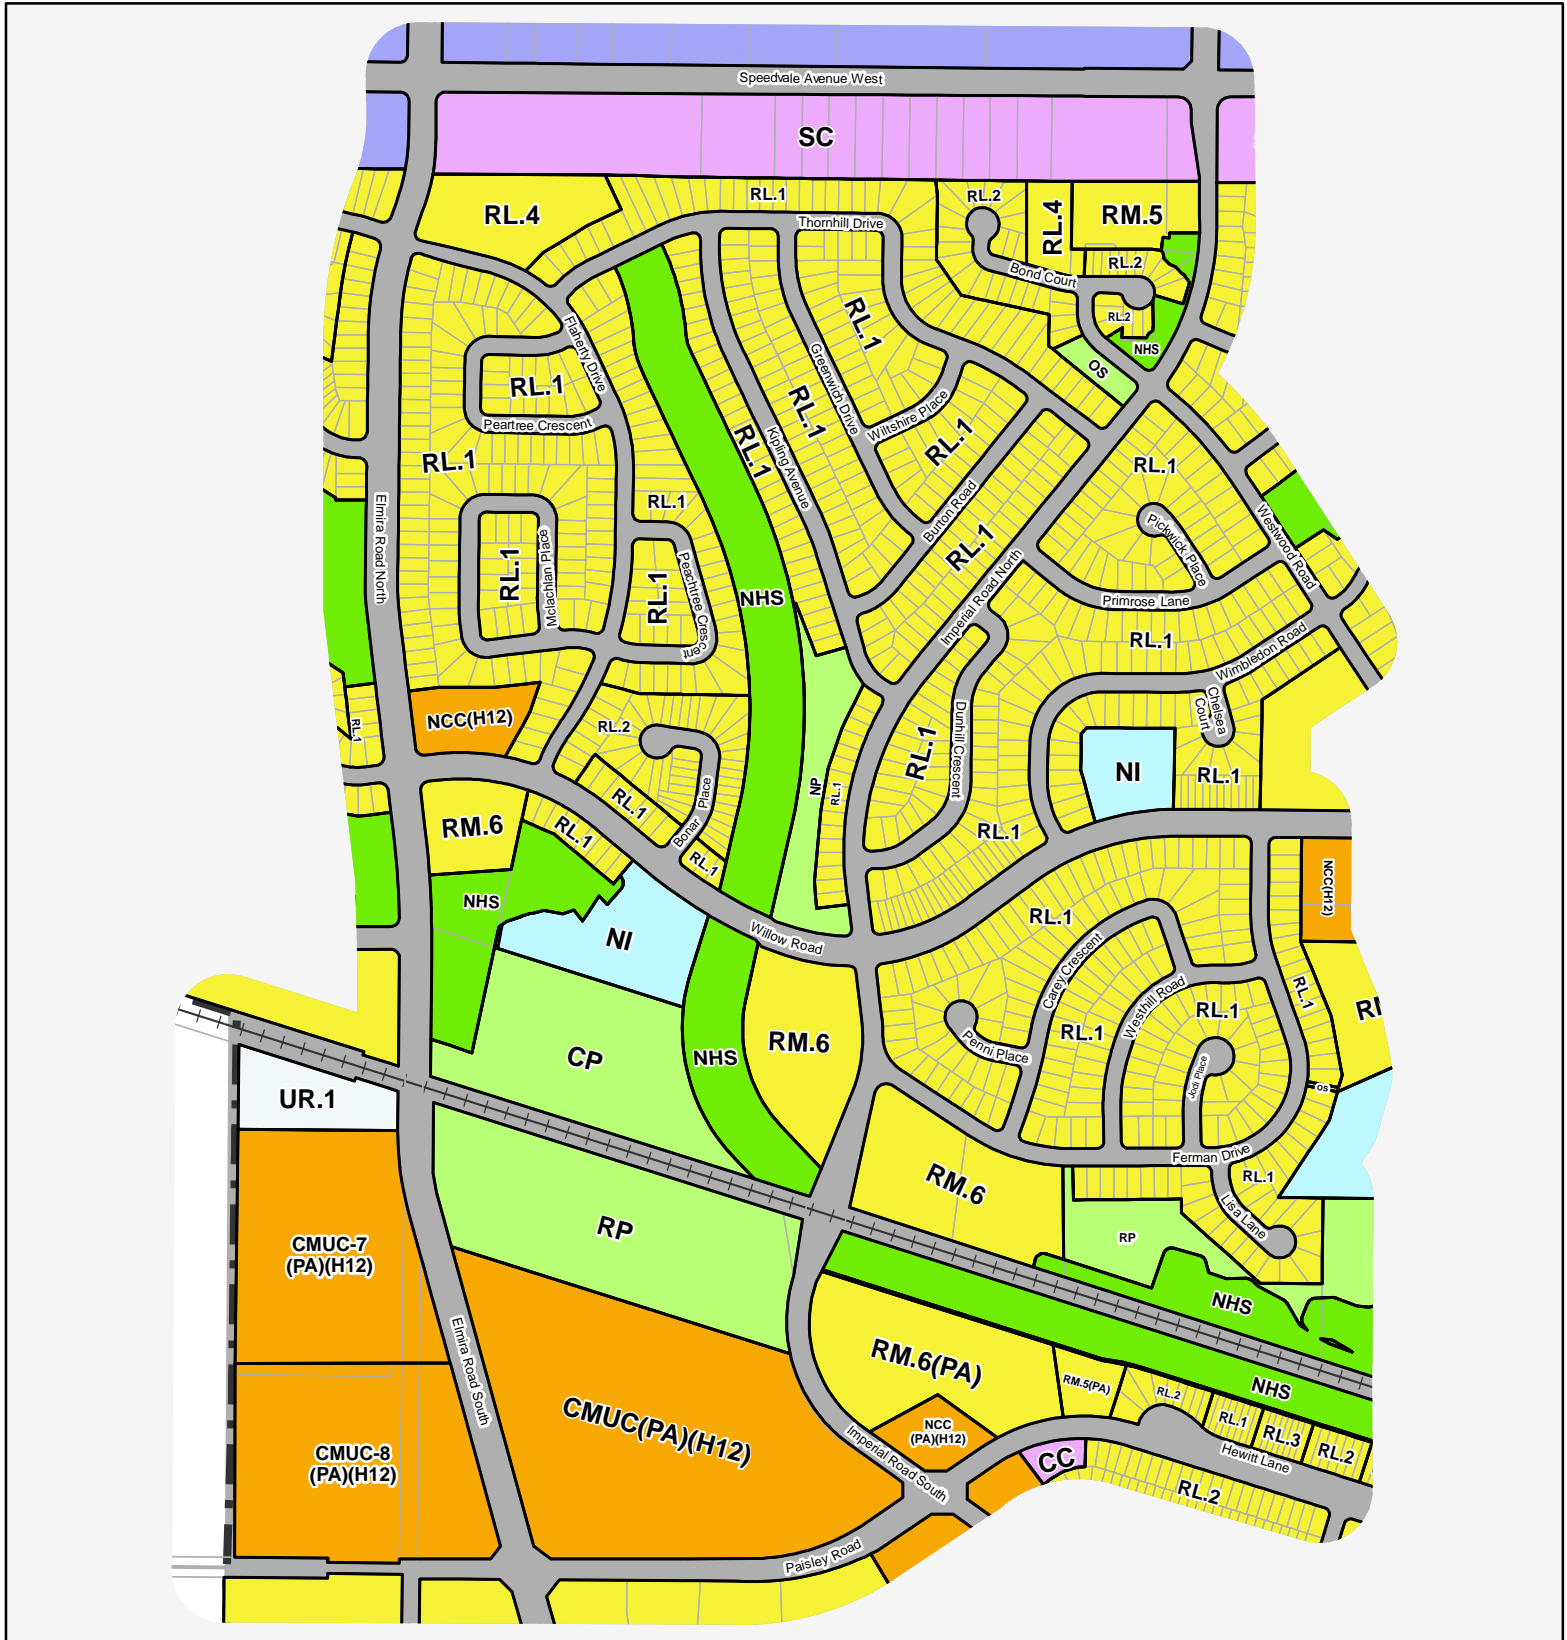 Speedvale Avenue West
SC
RL.4
RL.1
Thornhill Drive
RL.2
RL.4
RM.5
RL.2
Bond Court
RL.2
NHS
OS
Flaherty Drive
RL.1
Peartree Crescent
RL.1
Greenwich Drive
RL.1
RL.1
RL.1
Kipling Avenue
Wiltshire Place
RL.1
RL.1
RL.1
Elmira Road North
RL.1
Mclachlan Place
RL.1
Peachtree Crescent
NHS
Burton Road
RL.1
Imperial Road North
Pickwick Place
Westwood Road
Primrose Lane
RL.1
Wimbledon Road
Chelsea
Court
NCC(H12)
RL.1
RL.2
Bonar Place
RL.1
RL.1
RL.1
NP
RL.1
RL.1
Dunhill Crescent
NI
RL.1
RL.1
RM.6
NHS
NI
Willow Road
RL.1
NCC(H12)
Carey Crescent
Westhill Road
RL.1
RL.1
RL.1
Penni Place
Jodi Place
OS
CP
NHS
RM.6
UR.1
RM.6
Ferman Drive
RL.1
Lisa Lane
RP
RP
NHS
CMUC-7
(PA)(H12)
Elmira Road South
RM.6(PA)
RM.5(PA)
NHS
RL.2
RL.1
RL.3
RL.2
CMUC(PA)(H12)
NCC
(PA)(H12)
Imperial Road South
CC
Hewitt Lane
RL.2
CMUC-8
(PA)(H12)
Paisley Road